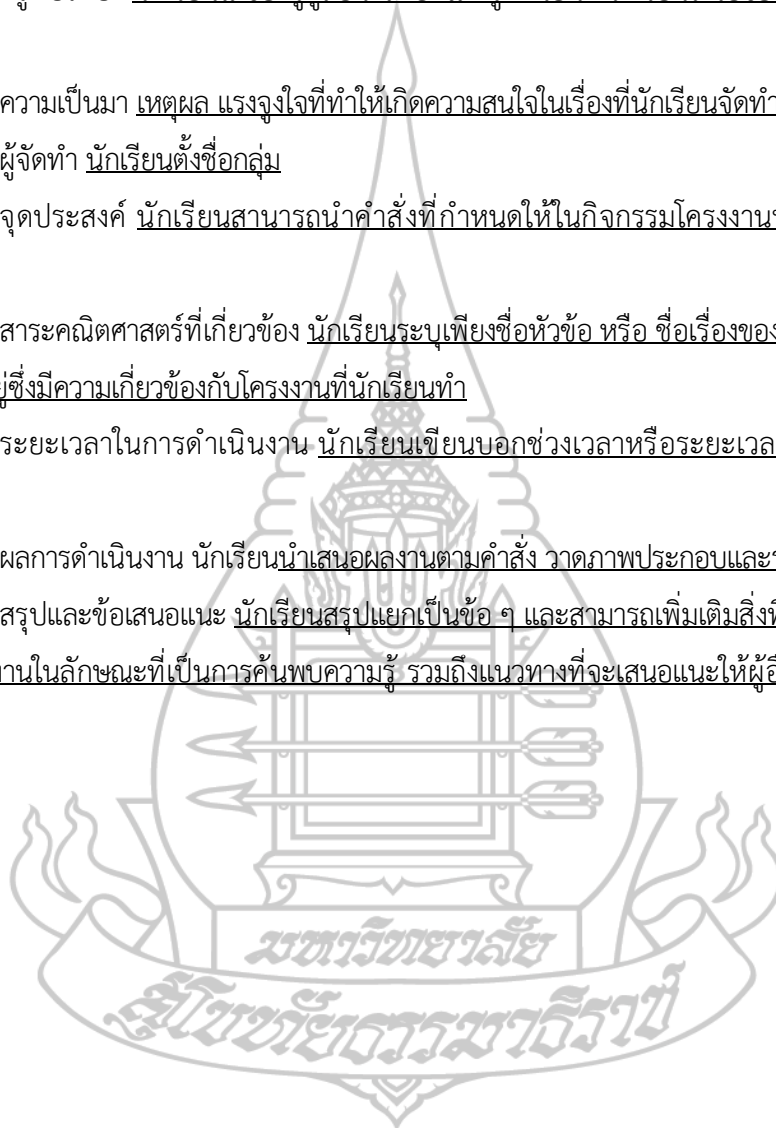 ความเป็นมา เหตุผล แรงจูงใจที่ทำให้เกิดความสนใจในเรื่องที่นักเรียนจัดทำ
ผู้จัดทำ นักเรียนตั้งชื่อกลุ่ม
จุดประสงค์ นักเรียนสานารถนำคำสั่งที่กำหนดให้ในกิจกรรมโครงงาน
สาระคณิตศาสตร์ที่เกี่ยวข้อง นักเรียนระบุเพียงชื่อหัวข้อ หรือ ชื่อเรื่องของ
ซึ่งมีความเกี่ยวข้องกับโครงงานที่นักเรียนทำ
ระยะเวลาในการดำเนินงาน นักเรียนเขียนบอกช่วงเวลาหรือระยะเวล
ผลการดำเนินงาน นักเรียนนำเสนอผลงานตามคำสั่ง วาดภาพประกอบและ
สรุปและข้อเสนอแนะ นักเรียนสรุปแยกเป็นข้อ ๆ และสามารถเพิ่มเติมสิ่ง
านในลักษณะที่เป็นการค้นพบความรู้ รวมถึงแนวทางที่จะเสนอแนะให้ผู้อื
มหาวิทยาลัย
สุโขทัยธรรมาธิราช